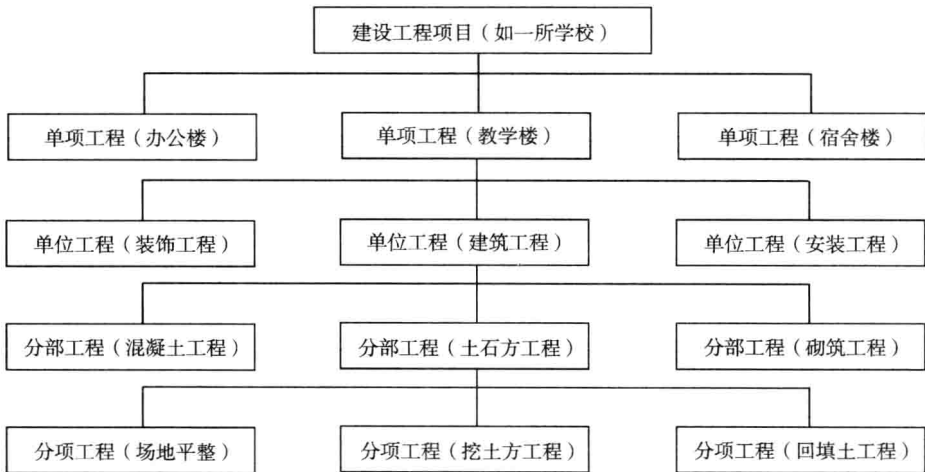 建设工程项目（如一所学校）
单项工程（办公楼）
单项工程（教学楼）
单项工程（宿舍楼）
单位工程（装饰工程）
单位工程（建筑工程）
单位工程（安装工程）
分部工程（混凝土工程）
分部工程（土石方工程）
分部工程（砌筑工程）
分项工程（场地平整）
分项工程（挖土方工程）
分项工程（回填土工程）